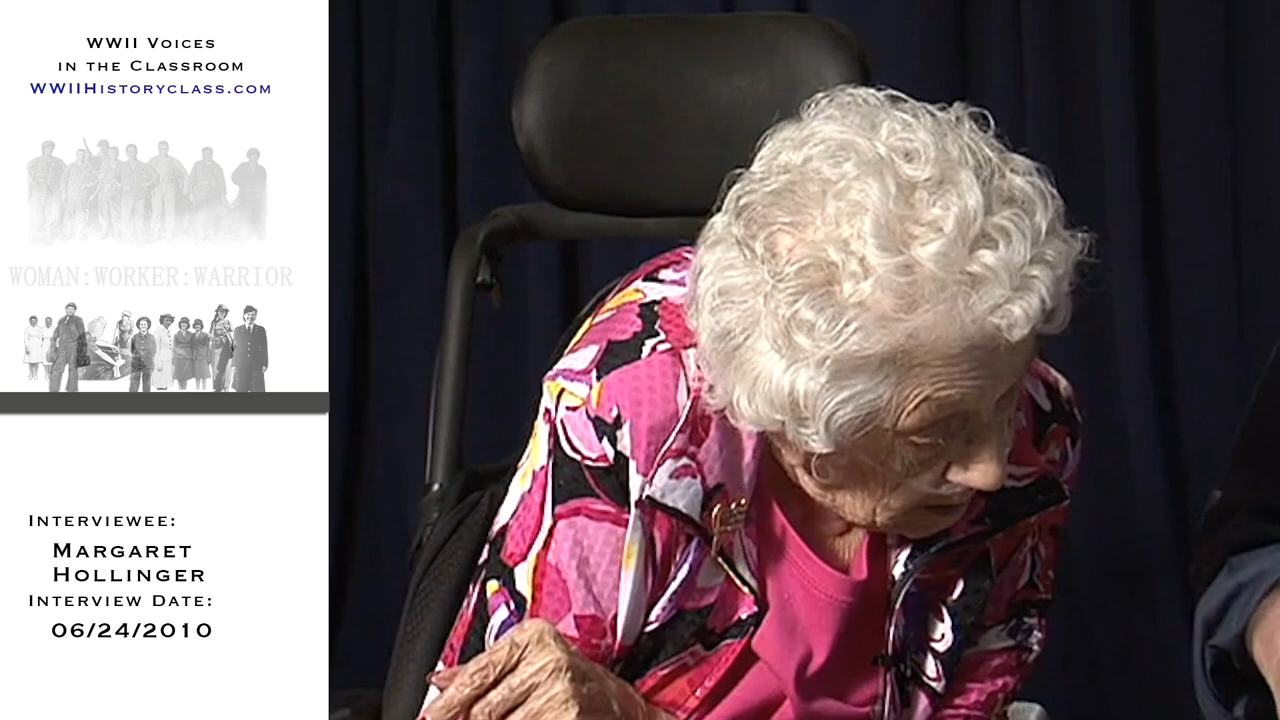 WWII Voices
in the Classroom
WWIIHistoryclass.com
WOMAN:WORKER:WARRIOR
Interviewee:
Margaret
Hollinger
Interview Date:
06/24/2010